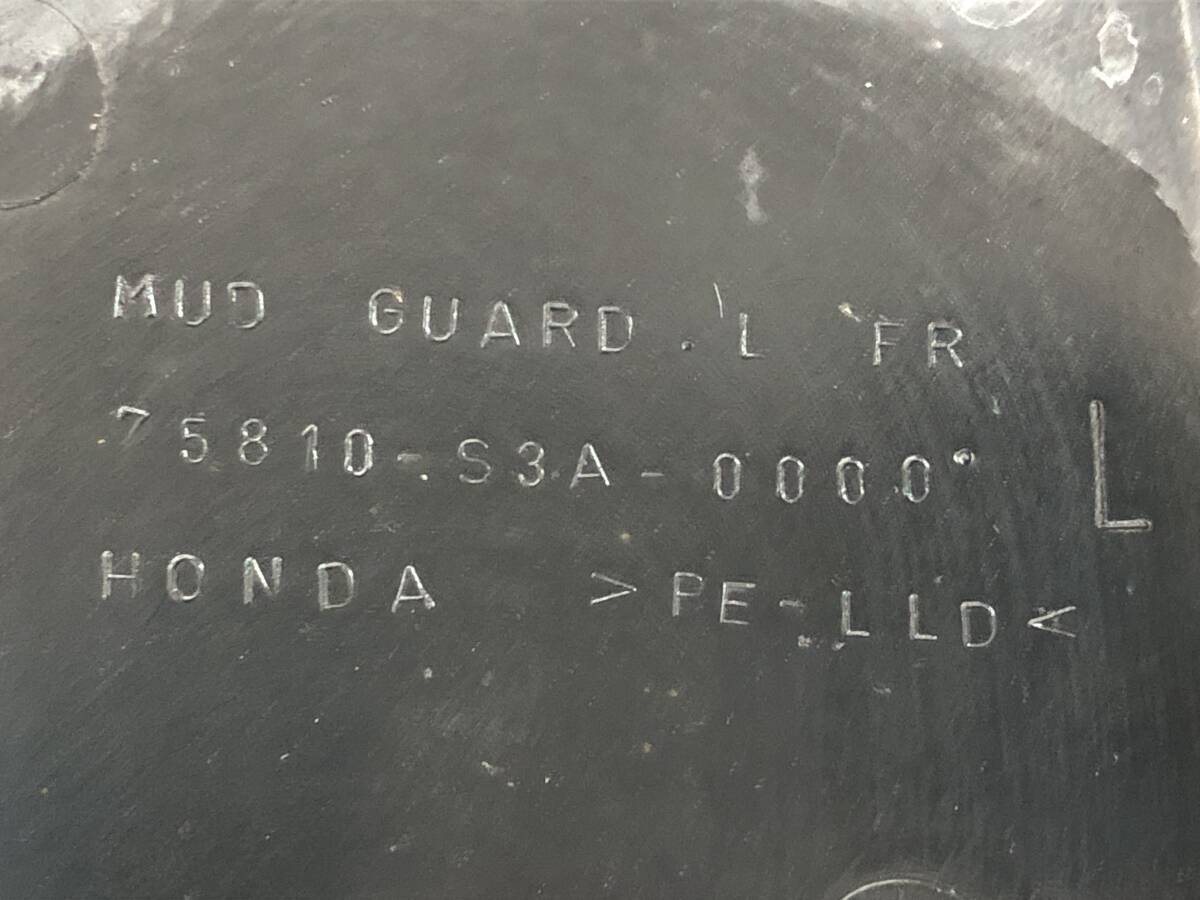 MUD GUARD. L FR
75810-S3A-0000
L
HONDA >PE-LLD<